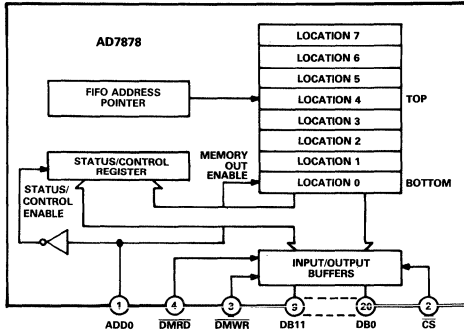 AD7878
LOCATION 7
LOCATION 6
LOCATION 5
LOCATION 4
LOCATION 3
LOCATION 2
LOCATION 1
LOCATION 0
TOP
BOTTOM
FIFO ADDRESS
POINTER
STATUS/CONTROL
REGISTER
MEMORY
OUT
ENABLE
STATUS/
CONTROL
ENABLE
INPUT/OUTPUT
BUFFERS
1
4
3
28
2
ADD0
DMRD
DMWR
DB11
DB0
CS